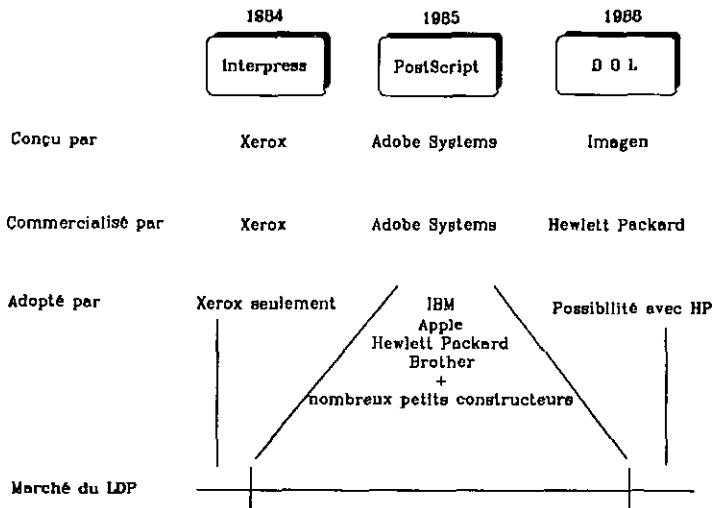 1984 1985 1986
Interpress PostScript D D L
Conçu par Xerox Adobe Systems Imagen
Commercialisé par Xerox Adobe Systems Hewlett Packard
Adopté par Xerox seulement IBM Possibilité avec HP
Apple
Hewlett Packard
Brother
+
nombreux petits constructeurs
Marché du LDP